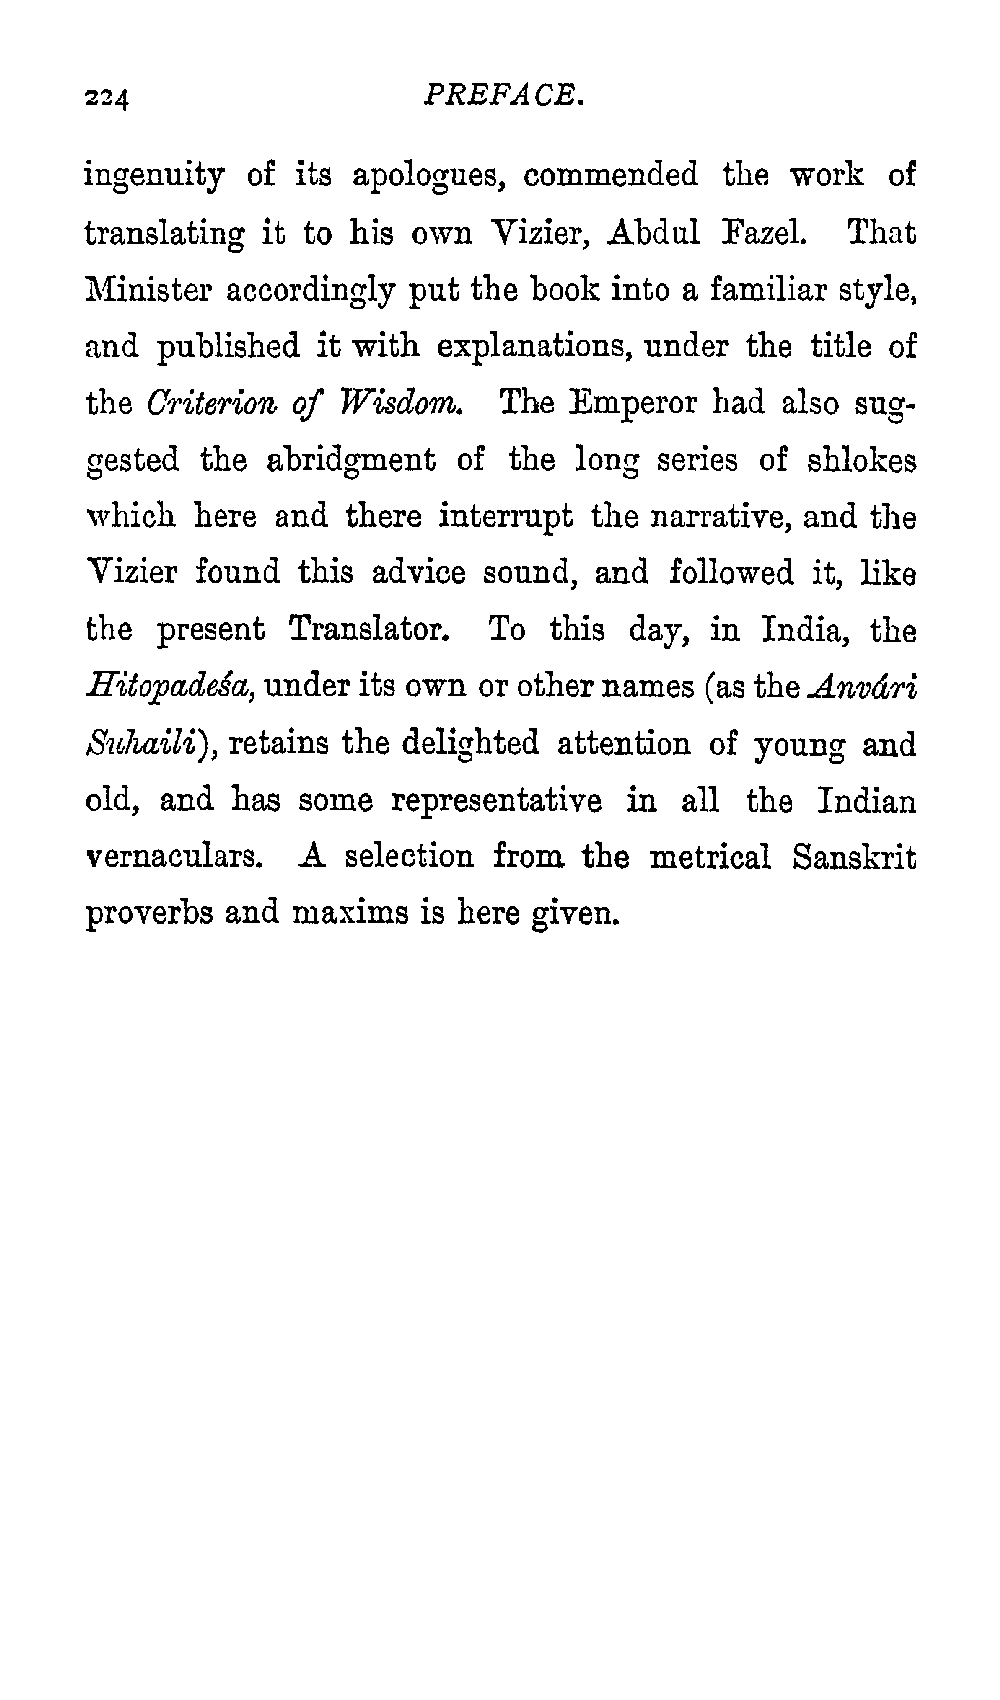 224 PREFACE.
ingenuity of its apologues, commended the work of
translating it to his own Vizier, Abdul Fazel. That
Minister accordingly put the book into a familiar style,
and published it with explanations, under the title of
the Criterion of Wisdom. The Emperor had also sug-
gested the abridgment of the long series of shlokes
which here and there interrupt the narrative, and the
Vizier found this advice sound, and followed it, like
the present Translator. To this day, in India, the
Hitopadeśa, under its own or other names (as the Anvári
Suhaili), retains the delighted attention of young and
old, and has some representative in all the Indian
vernaculars. A selection from the metrical Sanskrit
proverbs and maxims is here given.